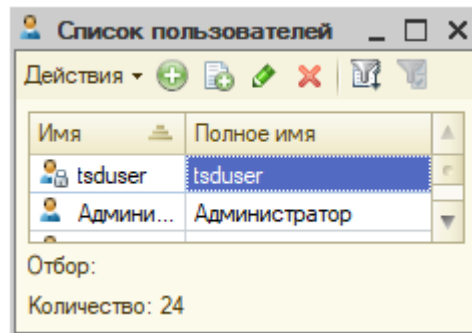 Список пользователей
Действия
Имя Полное имя
tsduser tsduser
Админи... Администратор
Отбор:
Количество: 24